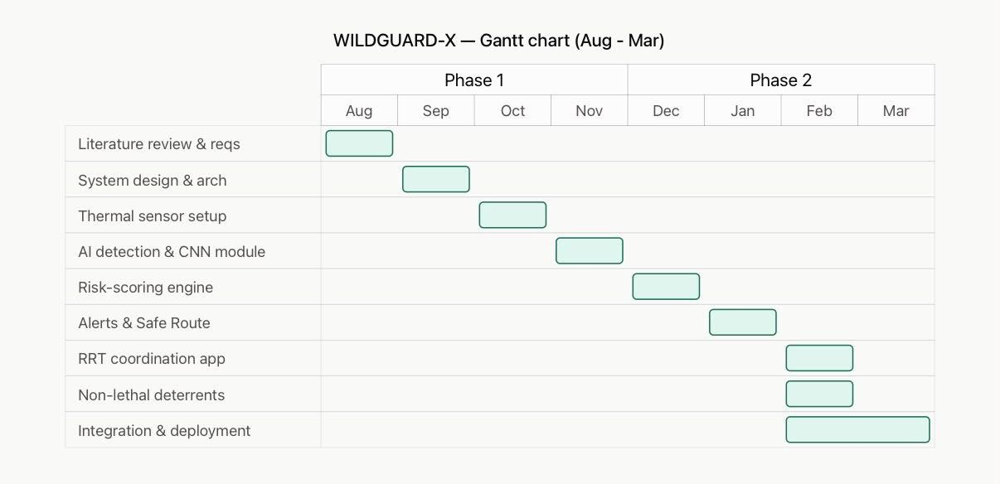 WILDGUARD-X — Gantt chart (Aug - Mar)
Phase 1 Phase 2
Aug Sep Oct Nov Dec Jan Feb Mar
Literature review & reqs
System design & arch
Thermal sensor setup
AI detection & CNN module
Risk-scoring engine
Alerts & Safe Route
RRT coordination app
Non-lethal deterrents
Integration & deployment